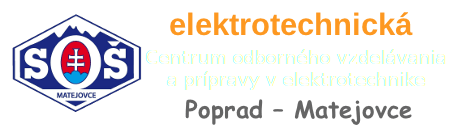 SOŠ
MATEJOVCE
elektrotechnická
Centrum odborného vzdelávania
a prípravy v elektrotechnike
Poprad – Matejovce